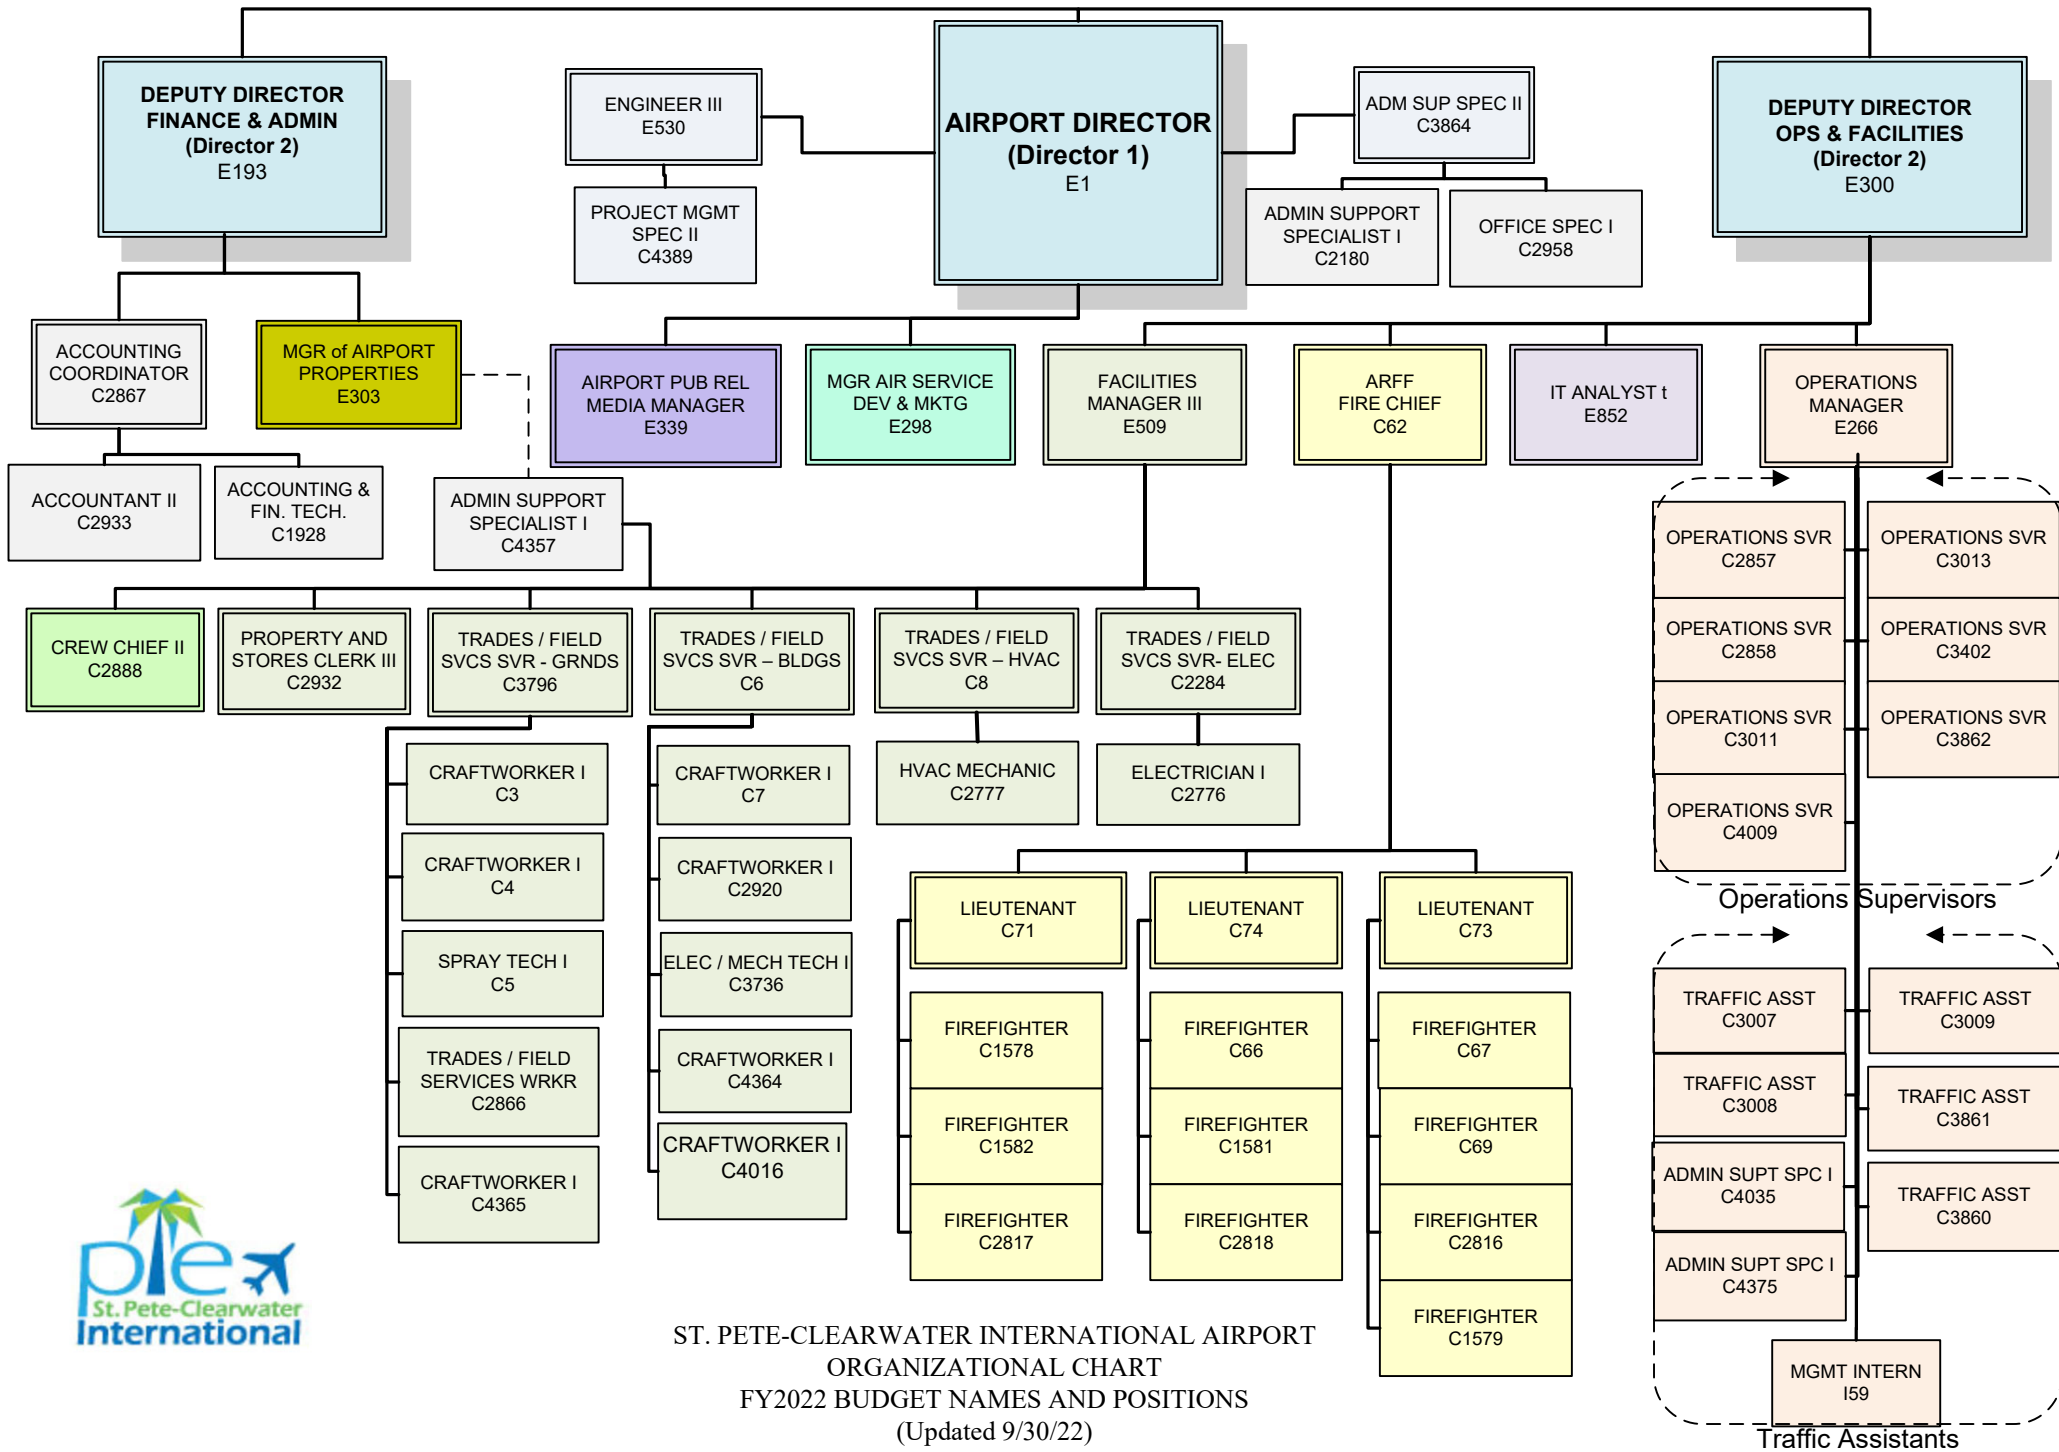 DEPUTY DIRECTOR
FINANCE & ADMIN
(Director 2)
E193
ENGINEER III
E530
PROJECT MGMT
SPEC II
C4389
AIRPORT DIRECTOR
(Director 1)
E1
ADM SUP SPEC II
C3864
ADMIN SUPPORT
SPECIALIST I
C2180
OFFICE SPEC I
C2958
DEPUTY DIRECTOR
OPS & FACILITIES
(Director 2)
E300
ACCOUNTING
COORDINATOR
C2867
MGR of AIRPORT
PROPERTIES
E303
AIRPORT PUB REL
MEDIA MANAGER
E339
MGR AIR SERVICE
DEV & MKTG
E298
FACILITIES
MANAGER III
E509
ARFF
FIRE CHIEF
C62
IT ANALYST t
E852
OPERATIONS
MANAGER
E266
ACCOUNTANT II
C2933
ACCOUNTING &
FIN. TECH.
C1928
ADMIN SUPPORT
SPECIALIST I
C4357
CREW CHIEF II
C2888
PROPERTY AND
STORES CLERK III
C2932
TRADES / FIELD
SVCS SVR - GRNDS
C3796
TRADES / FIELD
SVCS SVR – BLDGS
C6
TRADES / FIELD
SVCS SVR – HVAC
C8
TRADES / FIELD
SVCS SVR- ELEC
C2284
CRAFTWORKER I
C3
CRAFTWORKER I
C4
SPRAY TECH I
C5
TRADES / FIELD
SERVICES WRKR
C2866
CRAFTWORKER I
C4365
CRAFTWORKER I
C7
CRAFTWORKER I
C2920
ELEC / MECH TECH I
C3736
CRAFTWORKER I
C4364
CRAFTWORKER I
C4016
HVAC MECHANIC
C2777
ELECTRICIAN I
C2776
LIEUTENANT
C71
FIREFIGHTER
C1578
FIREFIGHTER
C1582
FIREFIGHTER
C2817
LIEUTENANT
C74
FIREFIGHTER
C66
FIREFIGHTER
C1581
FIREFIGHTER
C2818
LIEUTENANT
C73
FIREFIGHTER
C67
FIREFIGHTER
C69
FIREFIGHTER
C2816
FIREFIGHTER
C1579
OPERATIONS SVR
C2857
OPERATIONS SVR
C3013
OPERATIONS SVR
C2858
OPERATIONS SVR
C3402
OPERATIONS SVR
C3011
OPERATIONS SVR
C3862
OPERATIONS SVR
C4009
Operations Supervisors
TRAFFIC ASST
C3007
TRAFFIC ASST
C3009
TRAFFIC ASST
C3008
TRAFFIC ASST
C3861
ADMIN SUPT SPC I
C4035
TRAFFIC ASST
C3860
ADMIN SUPT SPC I
C4375
MGMT INTERN
I59
Traffic Assistants
pie
St.Pete-Clearwater
International
ST. PETE-CLEARWATER INTERNATIONAL AIRPORT
ORGANIZATIONAL CHART
FY2022 BUDGET NAMES AND POSITIONS
(Updated 9/30/22)